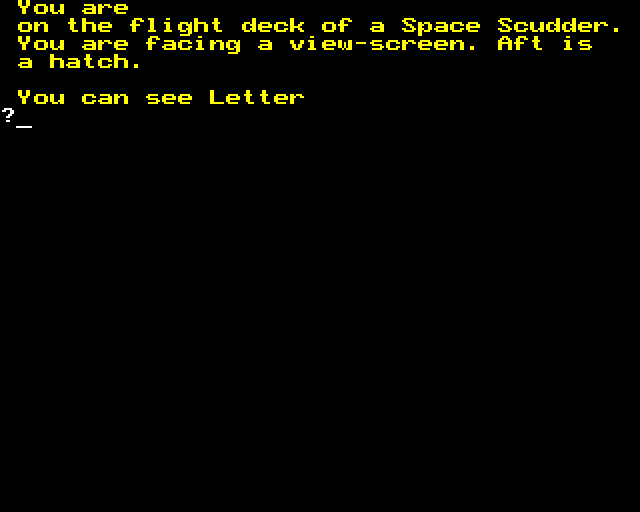 You are
on the flight deck of a Space Scudder.
You are facing a view-screen. Aft is
a hatch.
You can see Letter
?_